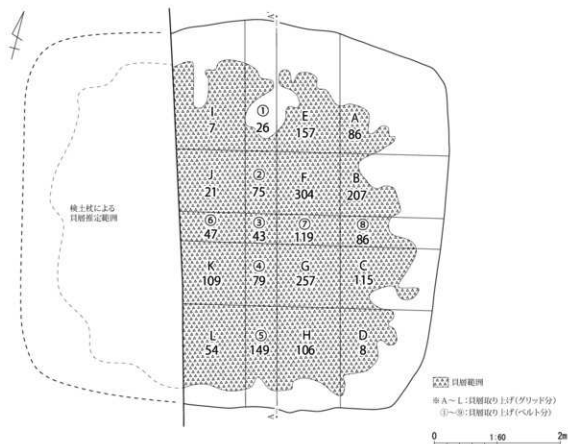 A'
I
7
①
26
E
157
A
86
J
21
②
75
F
304
B
207
検土杖による
貝層推定範囲
⑥
47
③
43
⑦
119
⑧
86
K
109
④
79
G
257
C
115
L
54
⑤
149
H
106
D
8
A
貝層範囲
※A～L:貝層取り上げ(グリッド分)
①～⑨:貝層取り上げ(ベルト分)
0 1:60 2m